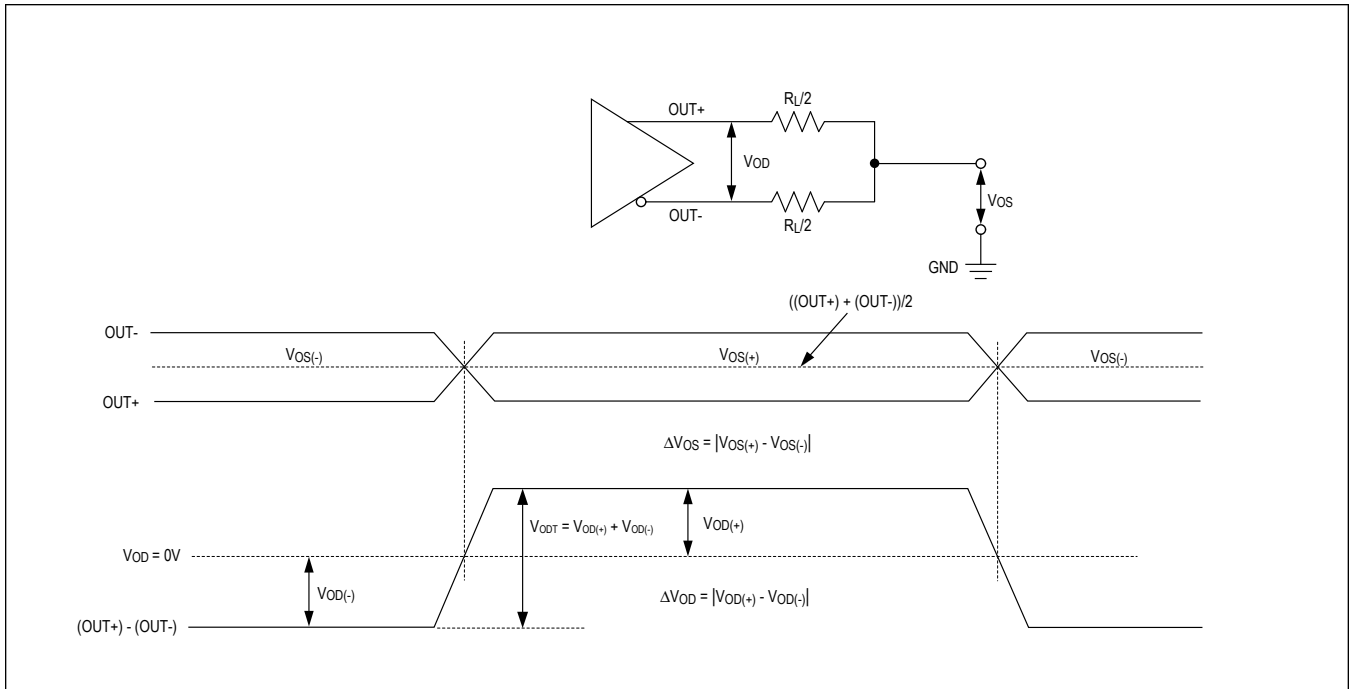 OUT+
RL/2
VOD
OUT-
RL/2
VOS
GND
((OUT+) + (OUT-))/2
OUT-
VOS(-)
VOS(+)
VOS(-)
OUT+
ΔVOS = |VOS(+) - VOS(-)|
VODT = VOD(+) + VOD(-)
VOD(+)
VOD = 0V
VOD(-)
ΔVOD = |VOD(+) - VOD(-)|
(OUT+) - (OUT-)